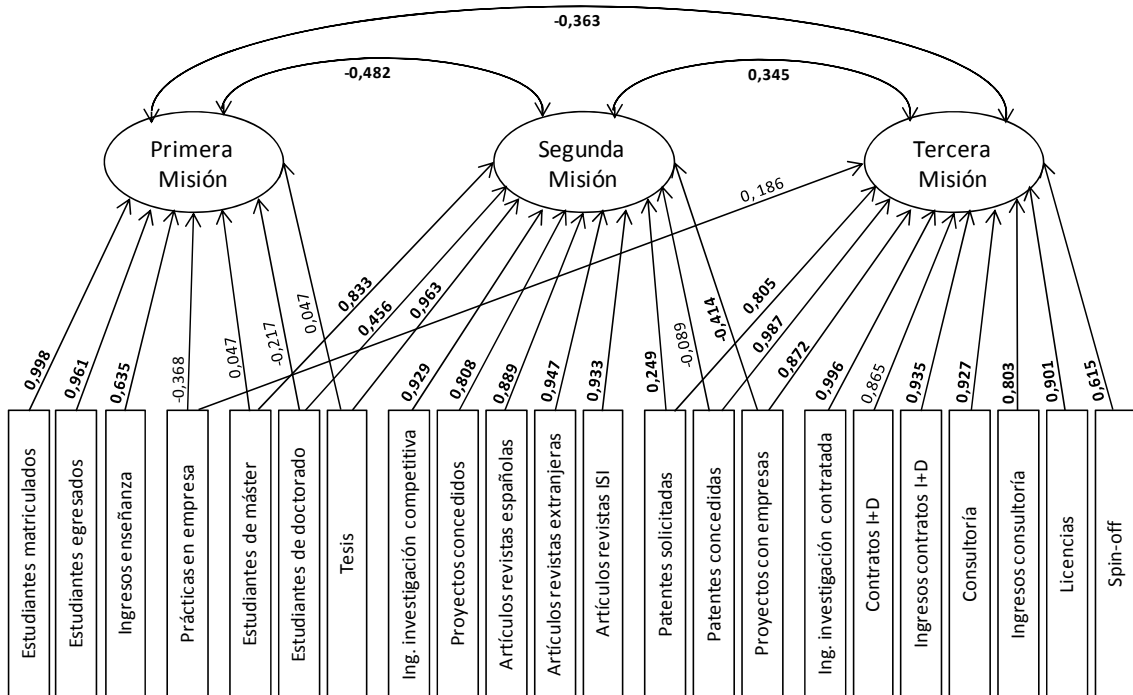 -0,363
-0,482
0,345
Primera
Misión
Segunda
Misión
Tercera
Misión
0,186
0,998
0,961
0,635
-0,368
0,047
-0,217
0,047
0,833
0,456
0,963
0,929
0,808
0,889
0,947
0,933
0,249
-0,089
-0,414
0,805
0,987
0,872
0,996
0,865
0,935
0,927
0,803
0,901
0,615
Estudiantes matriculados
Estudiantes egresados
Ingresos enseñanza
Prácticas en empresa
Estudiantes de máster
Estudiantes de doctorado
Tesis
Ing. investigación competitiva
Proyectos concedidos
Artículos revistas españolas
Artículos revistas extranjeras
Artículos revistas ISI
Patentes solicitadas
Patentes concedidas
Proyectos con empresas
Ing. investigación contratada
Contratos I+D
Ingresos contratos I+D
Consultoría
Ingresos consultoría
Licencias
Spin-off